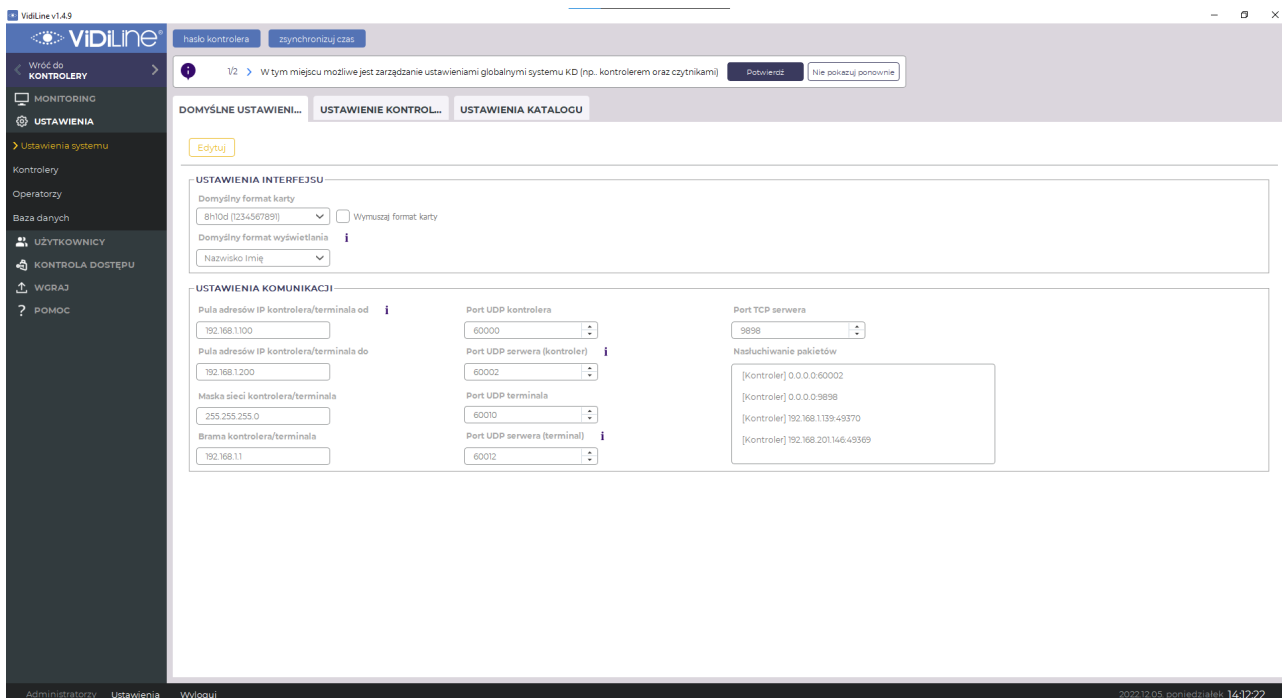 VidiLine v1.4.9
ViDiLine®
hasło kontrolera
zsynchronizuj czas
Wróć do
KONTROLERY
1/2
W tym miejscu możliwe jest zarządzanie ustawieniami globalnymi systemu KD (np.. kontrolerem oraz czytnikami)
Potwierdź
Nie pokazuj ponownie
MONITORING
USTAWIENIA
Ustawienia systemu
Kontrolery
Operatorzy
Baza danych
UŻYTKOWNICY
KONTROLA DOSTĘPU
WGRAJ
POMOC
DOMYŚLNE USTAWIENI...
USTAWIENIE KONTROL...
USTAWIENIA KATALOGU
Edytuj
USTAWIENIA INTERFEJSU
Domyślny format karty
8h10d (1234567891)
Wymuszaj format karty
Domyślny format wyświetlania
Nazwisko Imię
USTAWIENIA KOMUNIKACJI
Pula adresów IP kontrolera/terminala od
192.168.1.100
Pula adresów IP kontrolera/terminala do
192.168.1.200
Maska sieci kontrolera/terminala
255.255.255.0
Brama kontrolera/terminala
192.168.1.1
Port UDP kontrolera
60000
Port UDP serwera (kontroler)
60002
Port UDP terminala
60010
Port UDP serwera (terminal)
60012
Port TCP serwera
9898
Nasłuchiwanie pakietów
[Kontroler] 0.0.0.0:60002
[Kontroler] 0.0.0.0:9898
[Kontroler] 192.168.1.139:49370
[Kontroler] 192.168.201.146:49369
Administratorzy
Ustawienia
Wyloguj
2022.12.05, poniedziałek 14:12:22